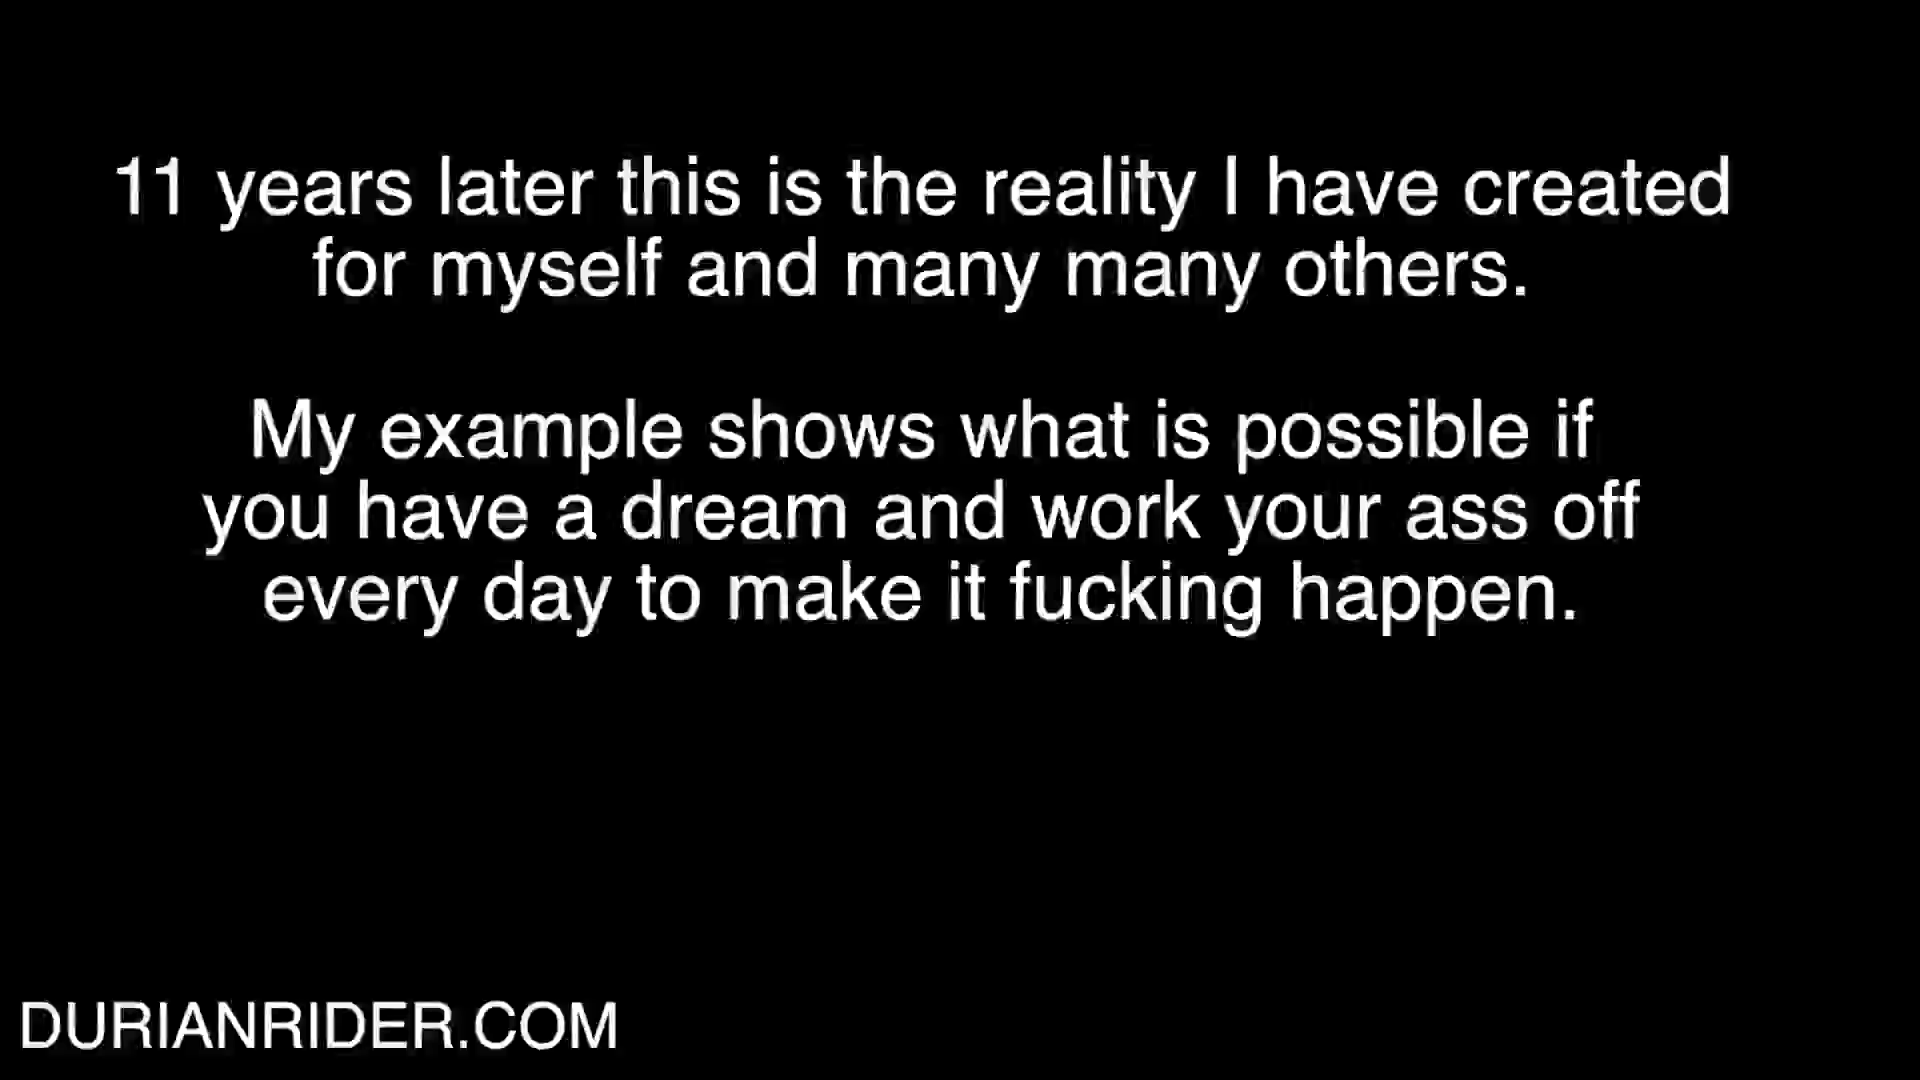 11 years later this is the reality I have created
for myself and many many others.
My example shows what is possible if
you have a dream and work your ass off
every day to make it fucking happen.
DURIANRIDER.COM